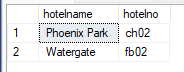 hotelname hotelno
1 Phoenix Park ch02
2 Watergate fb02